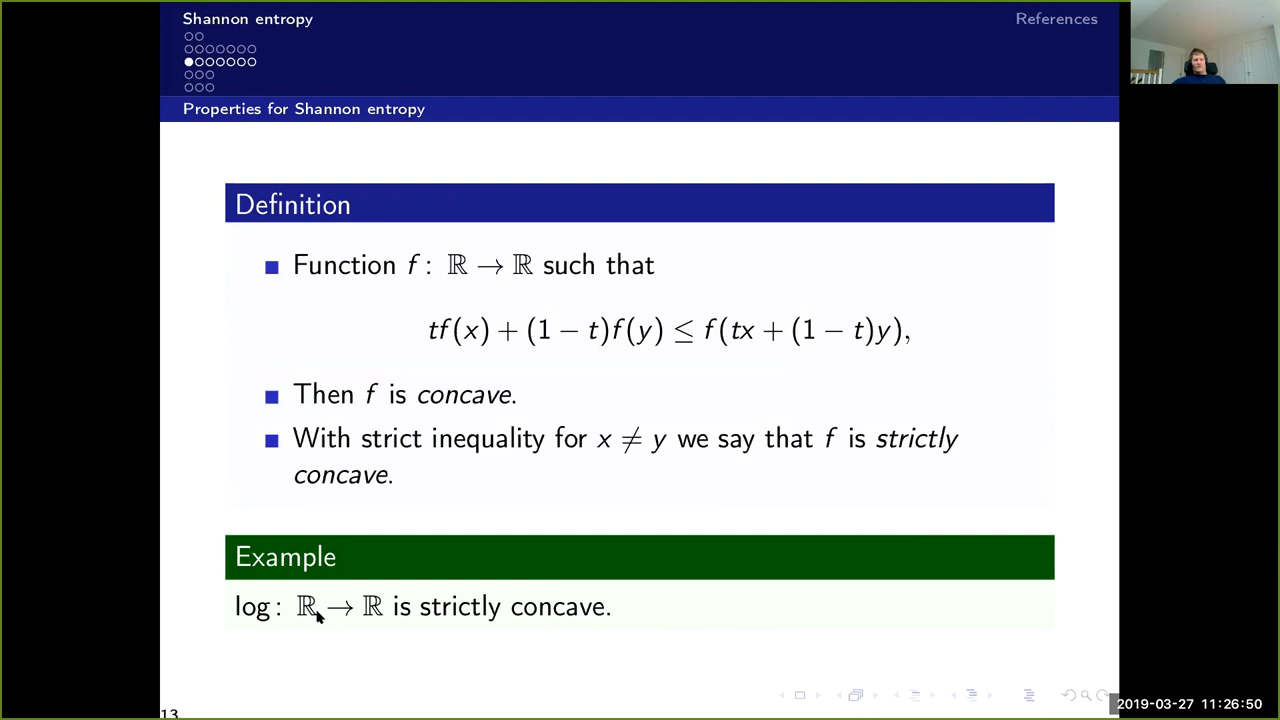 Shannon entropy
References
Properties for Shannon entropy
Definition
Function f : ℝ → ℝ such that
tf(x) + (1 − t)f(y) ≤ f(tx + (1 − t)y),
Then f is concave.
With strict inequality for x ≠ y we say that f is strictly
concave.
Example
log : ℝ → ℝ is strictly concave.
13
2019-03-27 11:26:50